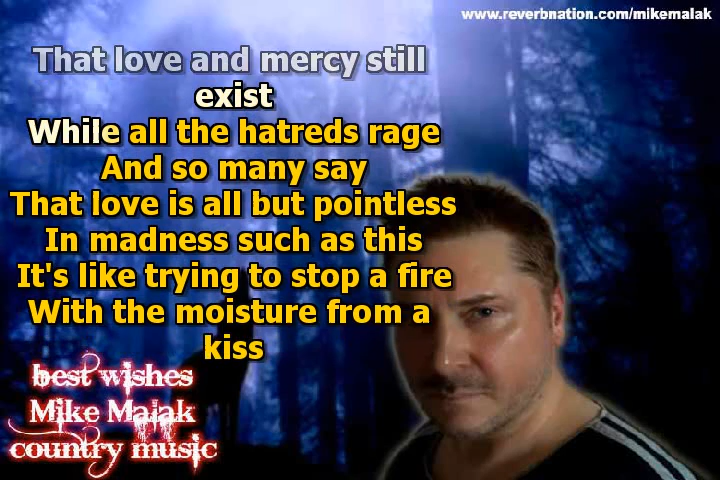 www.reverbnation.com/mikemalak
That love and mercy still
exist
While all the hatreds rage
And so many say
That love is all but pointless
In madness such as this
It's like trying to stop a fire
With the moisture from a
kiss
best wishes
Mike Malak
country music